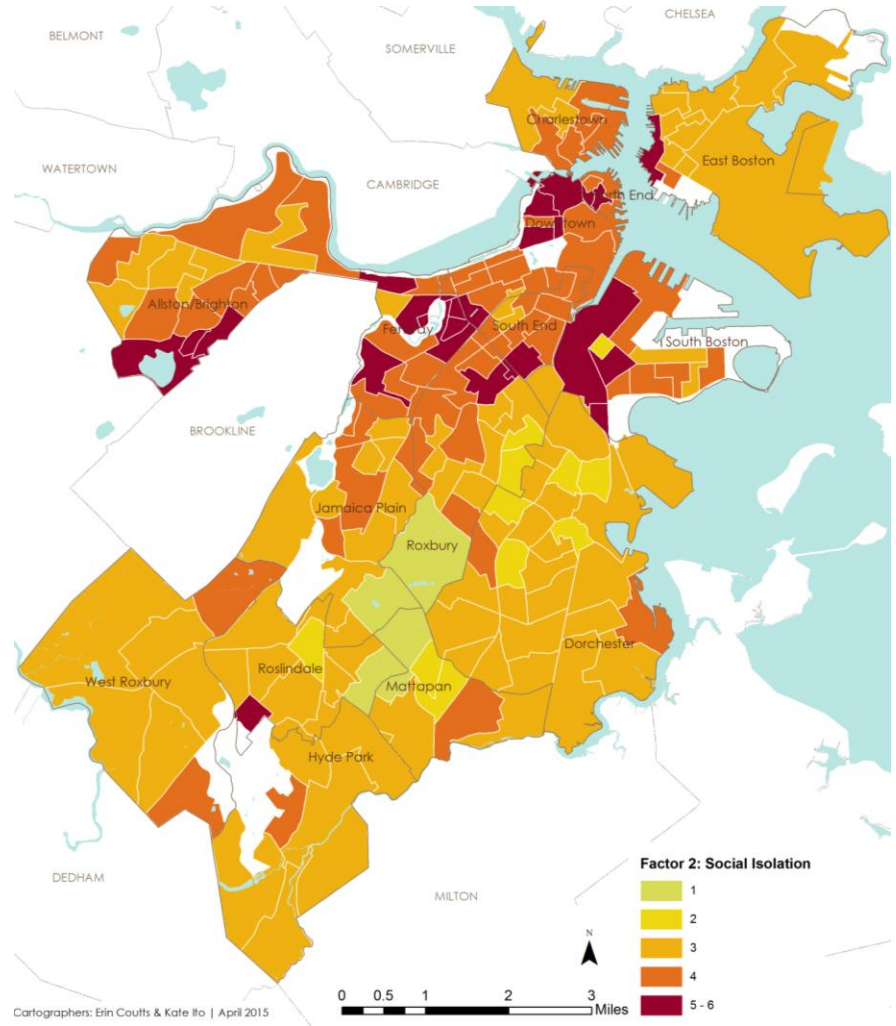 CHELSEA
BELMONT
SOMERVILLE
Charlestown
WATERTOWN
East Boston
CAMBRIDGE
North End
Downtown
Allston/Brighton
Fenway
South End
South Boston
BROOKLINE
Jamaica Plain
Roxbury
Dorchester
Roslindale
West Roxbury
Mattapan
Hyde Park
DEDHAM
MILTON
Factor 2: Social Isolation
1
2
3
4
5 - 6
N
0 0.5 1 2 3
Miles
Cartographers: Erin Coutts & Kate Ito | April 2015